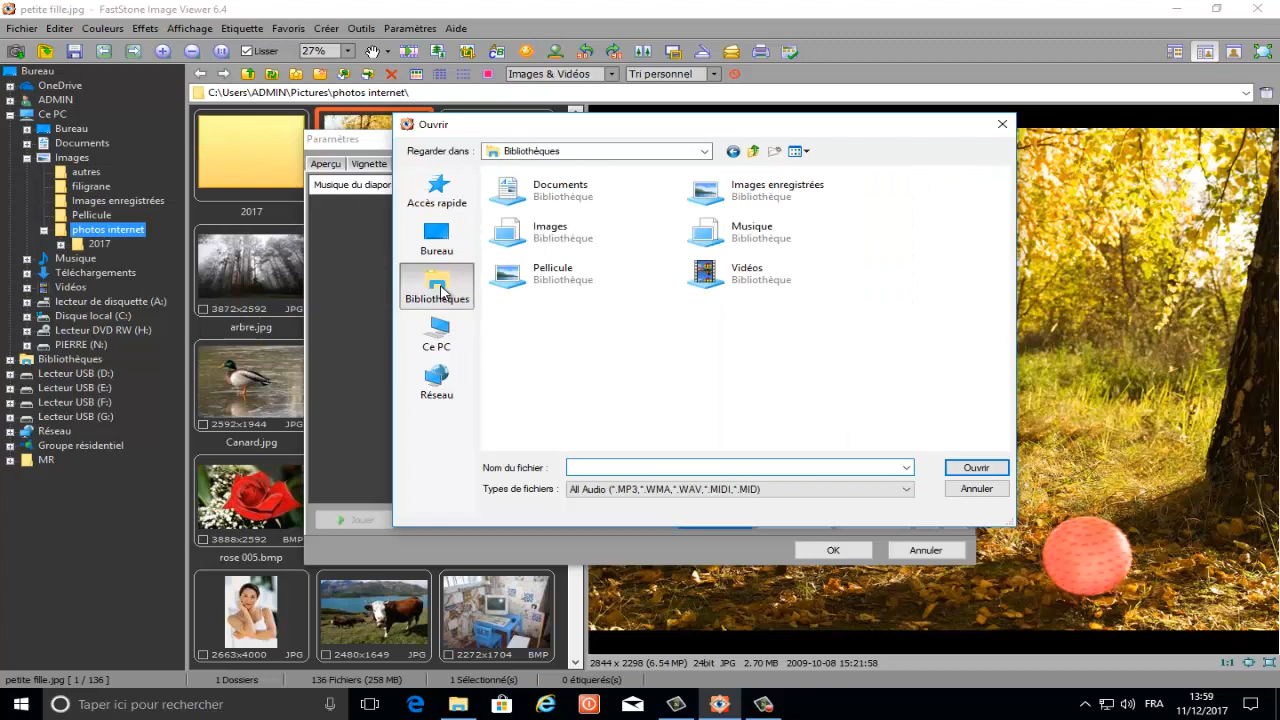 petite fille.jpg - FastStone Image Viewer 6.4
Fichier Editer Couleurs Effets Affichage Etiquette Favoris Créer Outils Paramètres Aide
Lisser 27%
Images & Vidéos Tri personnel
C:\Users\ADMIN\Pictures\photos internet\
Bureau
OneDrive
ADMIN
Ce PC
Bureau
Documents
Images
autres
filigrane
Images enregistrées
Pellicule
photos internet
2017
Musique
Téléchargements
Vidéos
lecteur de disquette (A:)
Disque local (C:)
Lecteur DVD RW (H:)
PIERRE (N:)
Bibliothèques
Lecteur USB (D:)
Lecteur USB (E:)
Lecteur USB (F:)
Lecteur USB (G:)
Réseau
Groupe résidentiel
MR
2017
3872x2592 JPG
arbre.jpg
2592x1944 JPG
Canard.jpg
3888x2592 BMP
rose 005.bmp
2663x4000 JPG
2480x1649 JPG
2272x1704 BMP
Paramètres
Aperçu Vignette
Musique du diapor
Jouer
OK Annuler
Ouvrir
Regarder dans : Bibliothèques
Accès rapide
Bureau
Bibliothèques
Ce PC
Réseau
Documents
Bibliothèque
Images enregistrées
Bibliothèque
Images
Bibliothèque
Musique
Bibliothèque
Pellicule
Bibliothèque
Vidéos
Bibliothèque
Nom du fichier : Ouvrir
Types de fichiers : All Audio (*.MP3,*.WMA,*.WAV,*.MIDI,*.MID) Annuler
2844 x 2298 (6.54 MP) 24bit JPG 2.70 MB 2009-10-08 15:21:58 1:1
petite fille.jpg [ 1 / 136 ] 1 Dossiers 136 Fichiers (258 MB) 1 Sélectionné(s) 0 étiqueté(s)
Taper ici pour rechercher
FRA
13:59
11/12/2017